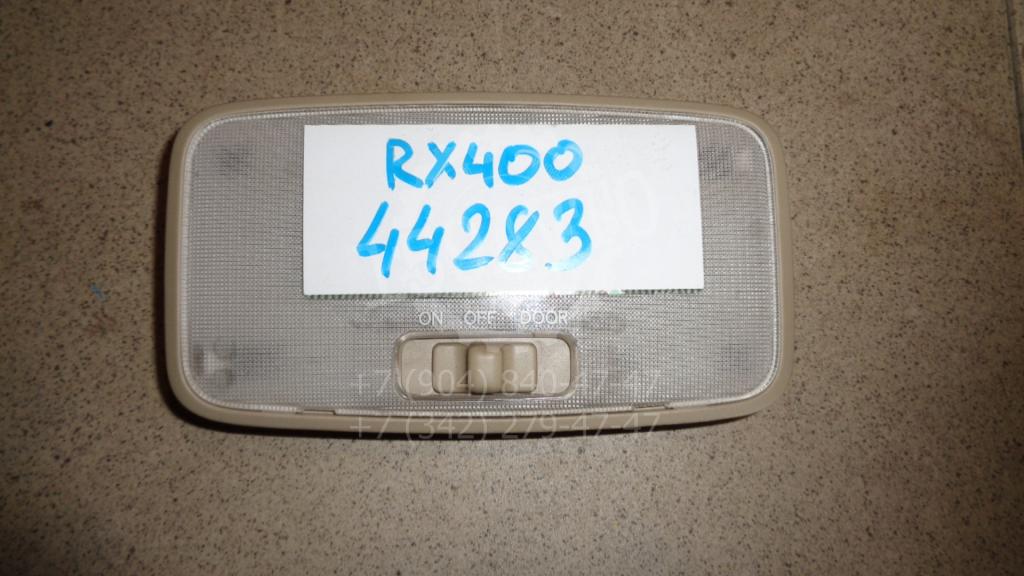 RX400
44283
ON OFF DOOR
+7 (904) 840-47-47
+7 (342) 279-47-47